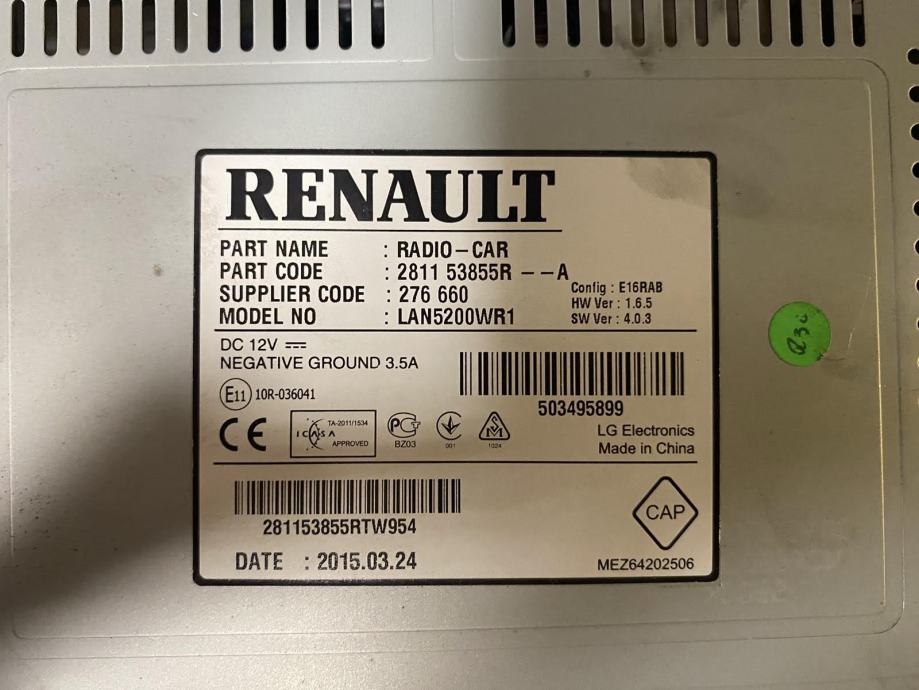 RENAULT
PART NAME : RADIO-CAR
PART CODE : 2811 53855R --A
SUPPLIER CODE : 276 660
MODEL NO : LAN5200WR1
Config : E16RAB
HW Ver : 1.6.5
SW Ver : 4.0.3
DC 12V
NEGATIVE GROUND 3.5A
E11 10R-036041
503495899
CE
ICASA
TA-2011/1534
APPROVED
PCT
BZ03
001
1024
LG Electronics
Made in China
281153855RTW954
DATE : 2015.03.24
CAP
MEZ64202506